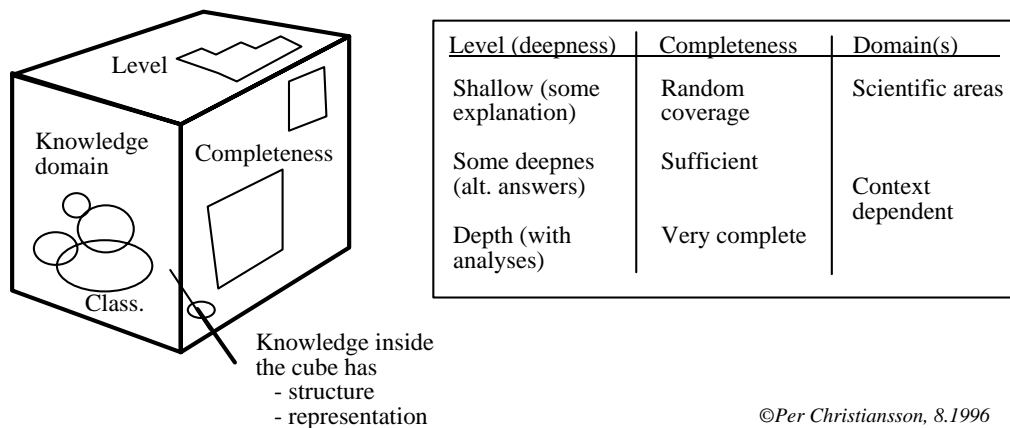 Level
Knowledge
domain
Completeness
Class.
Knowledge inside
the cube has
- structure
- representation
Level (deepness) Completeness Domain(s)
Shallow (some Random Scientific areas
explanation) coverage
Some deepnes Sufficient
(alt. answers)
Context
dependent
Depth (with Very complete
analyses)
©Per Christiansson, 8.1996